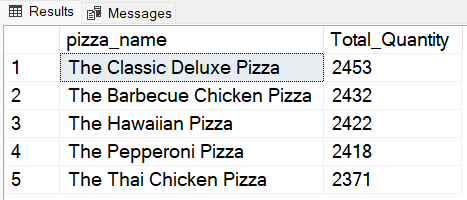 Results Messages
pizza_name Total_Quantity
1 The Classic Deluxe Pizza 2453
2 The Barbecue Chicken Pizza 2432
3 The Hawaiian Pizza 2422
4 The Pepperoni Pizza 2418
5 The Thai Chicken Pizza 2371